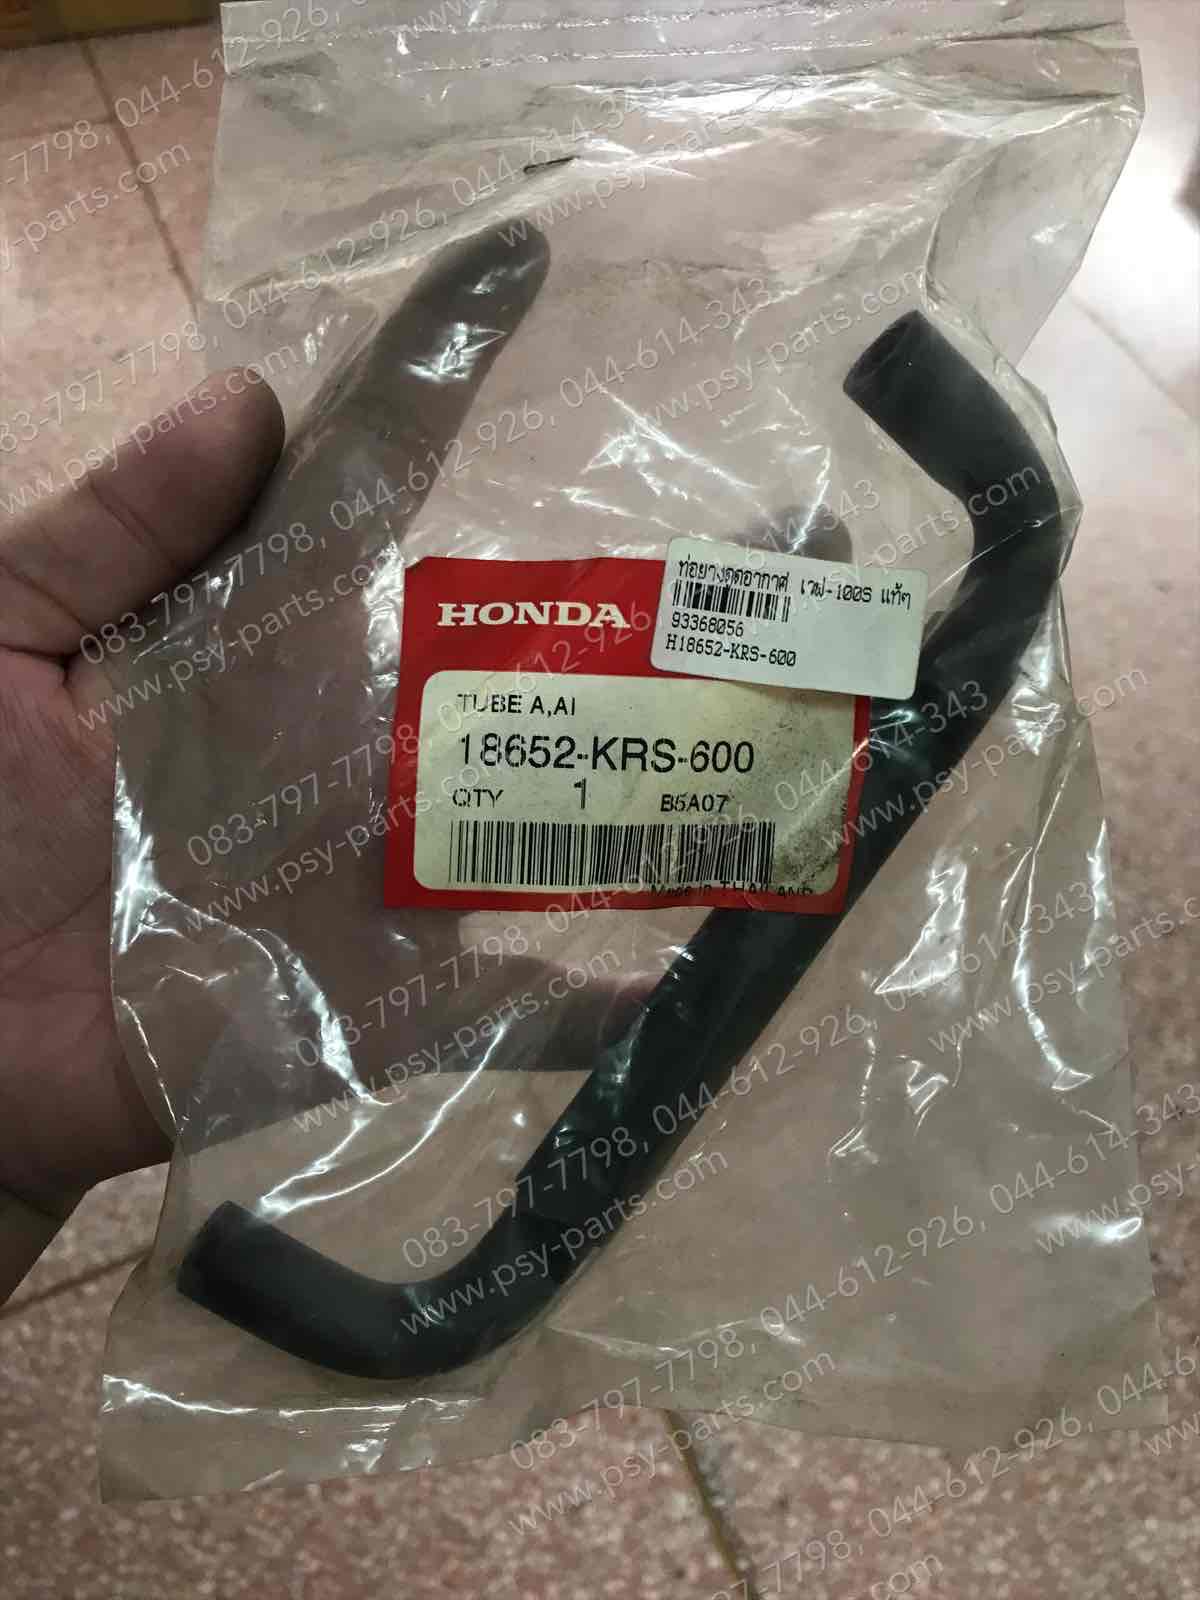 HONDA
ท่อยางดูดอากาศ เวฟ-100S แท้ๆ
93368056
H18652-KRS-600
TUBE A,AI
18652-KRS-600
QTY 1 B5A07
Made in THAILAND
083-797-7798, 044-612-926, 044-614-343
www.psy-parts.com